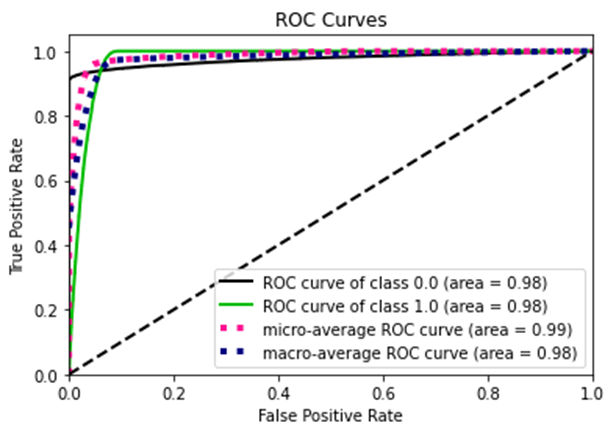 ROC Curves
True Positive Rate
1.0
0.8
0.6
0.4
0.2
0.0
ROC curve of class 0.0 (area = 0.98)
ROC curve of class 1.0 (area = 0.98)
micro-average ROC curve (area = 0.99)
macro-average ROC curve (area = 0.98)
0.0 0.2 0.4 0.6 0.8 1.0
False Positive Rate